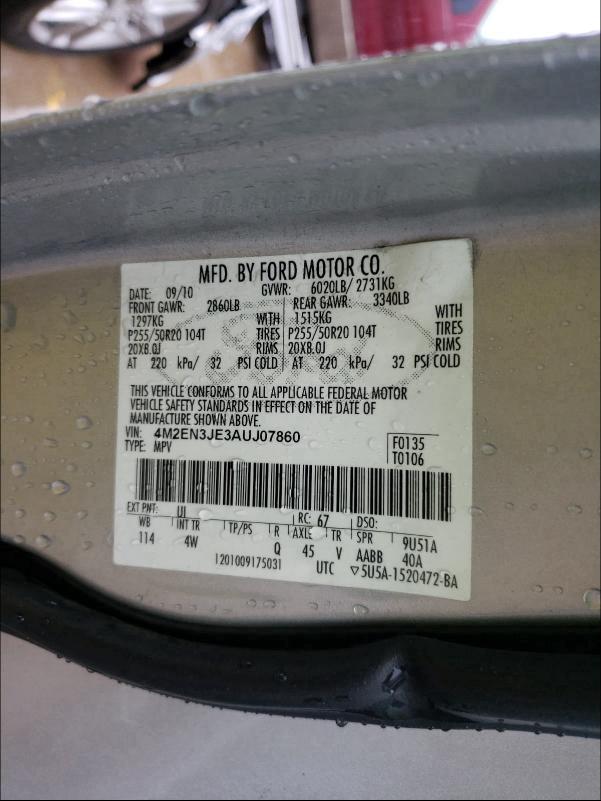 MFD. BY FORD MOTOR CO.
DATE: 09/10 GVWR: 6020LB/ 2731KG
FRONT GAWR: 2860LB REAR GAWR: 3340LB
1297KG WITH 1515KG WITH
P255/50R20 104T TIRES P255/50R20 104T TIRES
20X8.0J RIMS 20X8.0J RIMS
AT 220 kPa/ 32 PSI COLD AT 220 kPa/ 32 PSI COLD
THIS VEHICLE CONFORMS TO ALL APPLICABLE FEDERAL MOTOR
VEHICLE SAFETY STANDARDS IN EFFECT ON THE DATE OF
MANUFACTURE SHOWN ABOVE.
VIN: 4M2EN3JE3AUJ07860 F0135
TYPE: MPV T0106
EXT PNT: UI RC: 67 DSO:
WB INT TR TP/PS R AXLE TR SPR 9U51A
114 4W Q 45 V AABB 40A
1201009175031 UTC ▽5U5A-1520472-BA